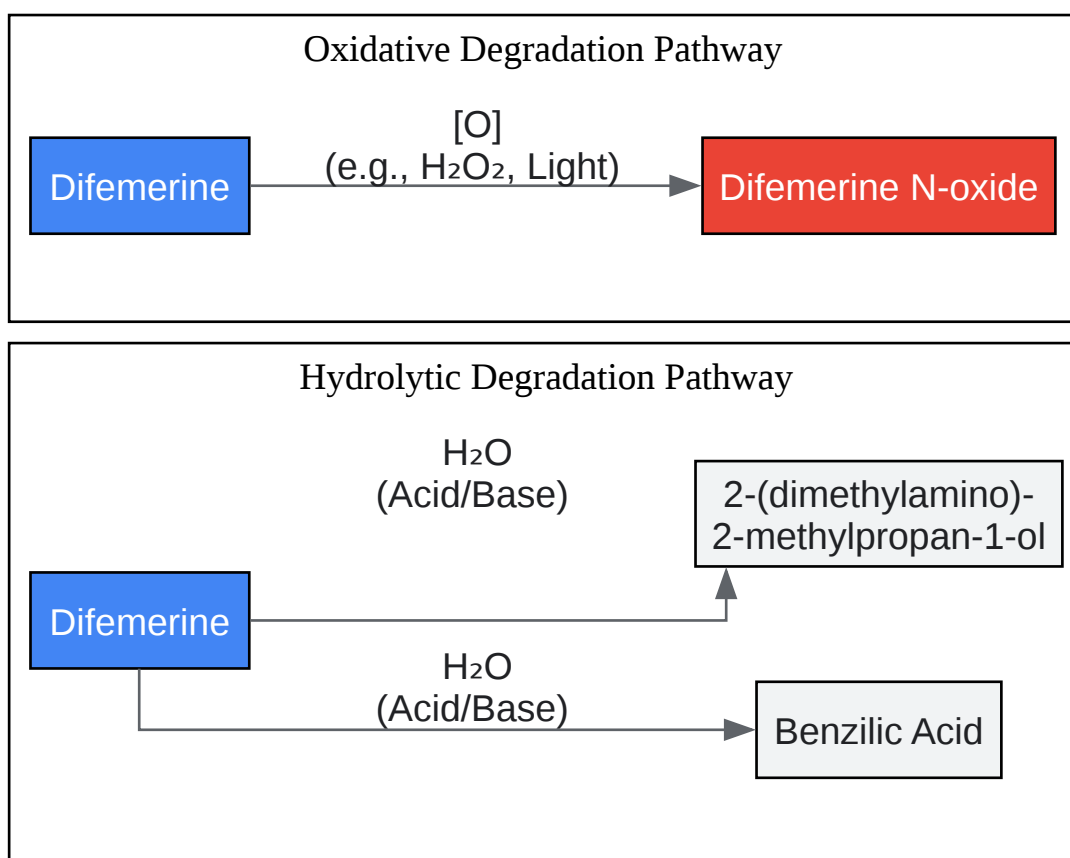 Oxidative Degradation Pathway
[O]
(e.g., H₂O₂, Light)
Difemerine
Difemerine N-oxide
Hydrolytic Degradation Pathway
H₂O
(Acid/Base)
2-(dimethylamino)-
2-methylpropan-1-ol
Difemerine
H₂O
(Acid/Base)
Benzilic Acid